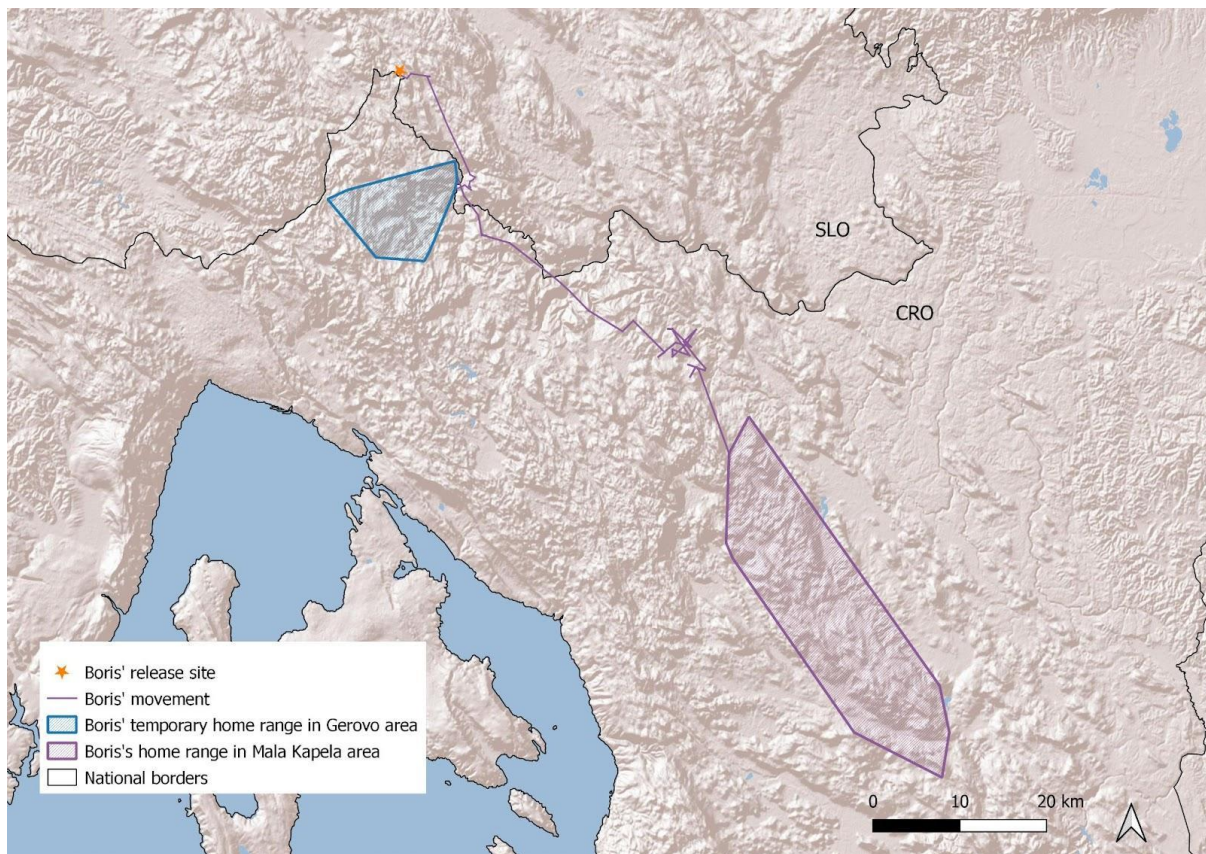 SLO
CRO
Boris' release site
Boris' movement
Boris' temporary home range in Gerovo area
Boris's home range in Mala Kapela area
National borders
0 10 20 km